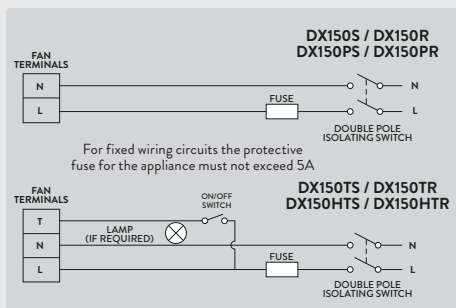 DX150S / DX150R
DX150PS / DX150PR
FAN
TERMINALS
N
L
FUSE
N
L
DOUBLE POLE
ISOLATING SWITCH
For fixed wiring circuits the protective
fuse for the appliance must not exceed 5A
DX150TS / DX150TR
DX150HTS / DX150HTR
FAN
TERMINALS
ON/OFF
SWITCH
T
LAMP
(IF REQUIRED)
N
L
FUSE
N
L
DOUBLE POLE
ISOLATING SWITCH